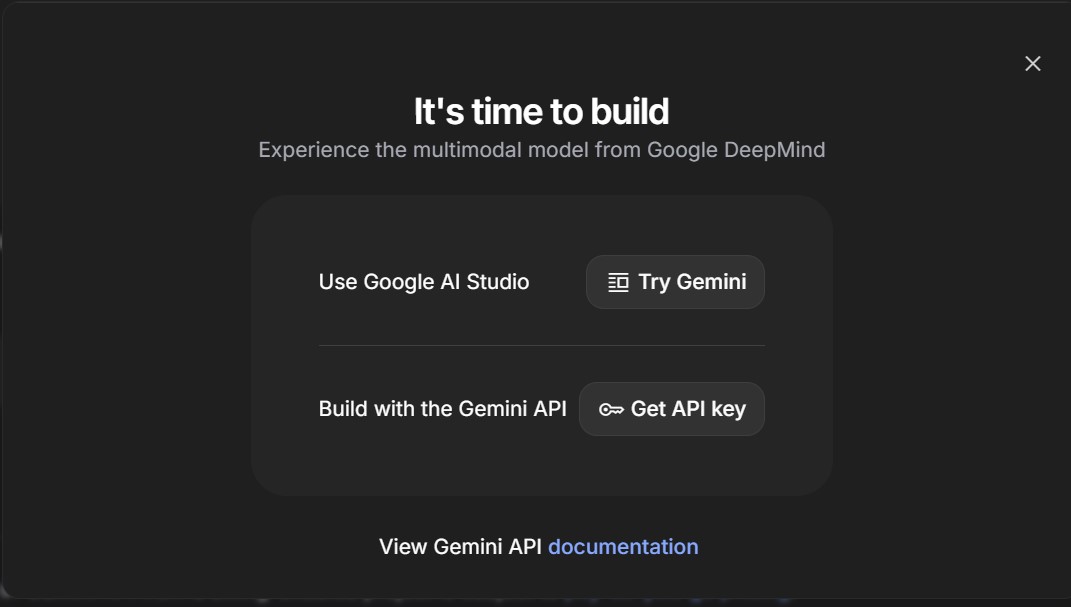 It's time to build
Experience the multimodal model from Google DeepMind
Use Google AI Studio
Try Gemini
Build with the Gemini API
Get API key
View Gemini API documentation